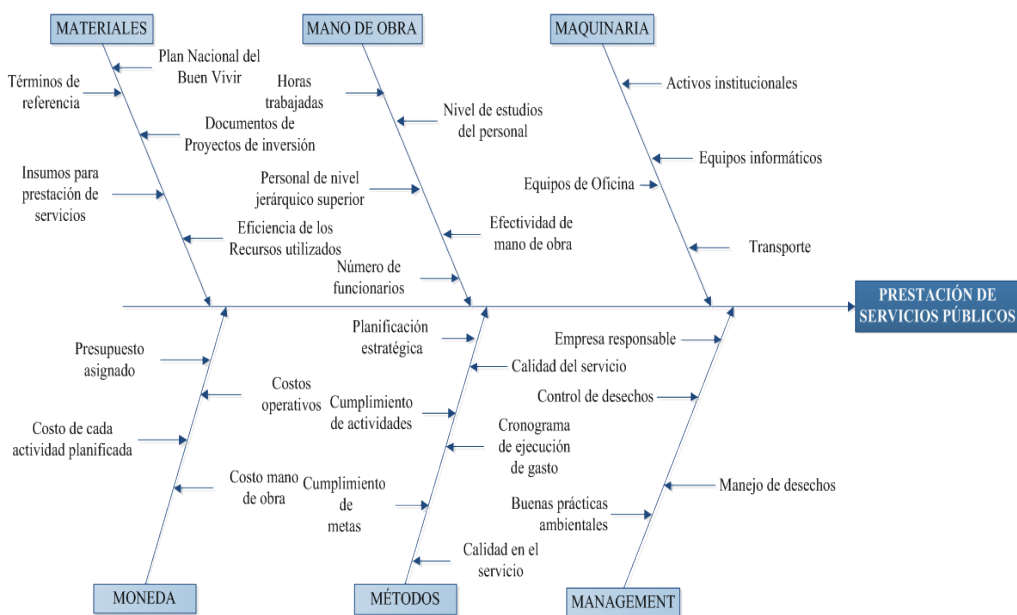 MATERIALES
Plan Nacional del
Buen Vivir
Términos de
referencia
Documentos de
Proyectos de inversión
Insumos para
prestación de
servicios
Eficiencia de los
Recursos utilizados
MANO DE OBRA
Horas
trabajadas
Nivel de estudios
del personal
Personal de nivel
jerárquico superior
Efectividad de
mano de obra
Número de
funcionarios
MAQUINARIA
Activos institucionales
Equipos informáticos
Equipos de Oficina
Transporte
PRESTACIÓN DE
SERVICIOS PÚBLICOS
Presupuesto
asignado
Costos
operativos
Costo de cada
actividad planificada
Costo mano
de obra
MONEDA
Planificación
estratégica
Calidad del servicio
Cumplimiento
de actividades
Cronograma
de ejecución
de gasto
Cumplimiento
de
metas
Calidad en el
servicio
MÉTODOS
Empresa responsable
Control de desechos
Manejo de desechos
Buenas prácticas
ambientales
MANAGEMENT